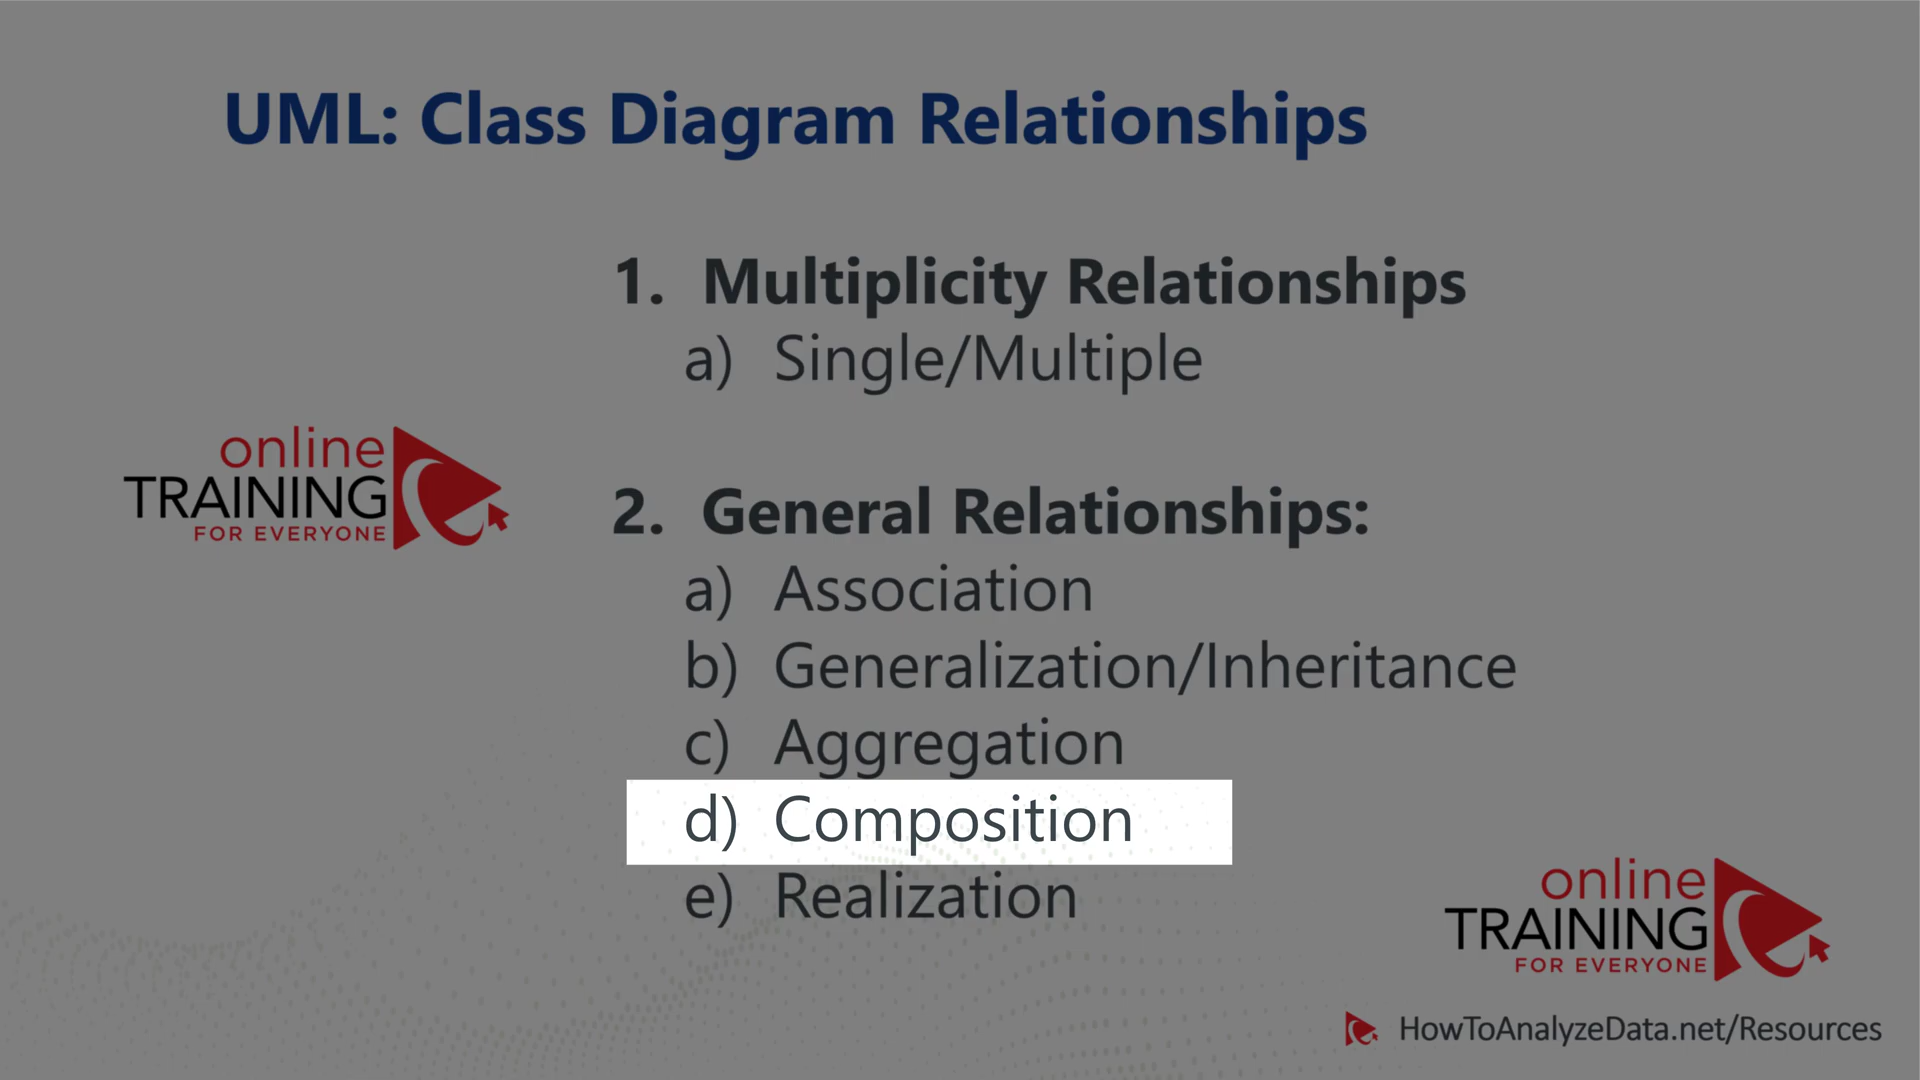 UML: Class Diagram Relationships
1. Multiplicity Relationships
a) Single/Multiple
online
TRAINING
FOR EVERYONE
2. General Relationships:
a) Association
b) Generalization/Inheritance
c) Aggregation
d) Composition
e) Realization
online
TRAINING
FOR EVERYONE
HowToAnalyzeData.net/Resources